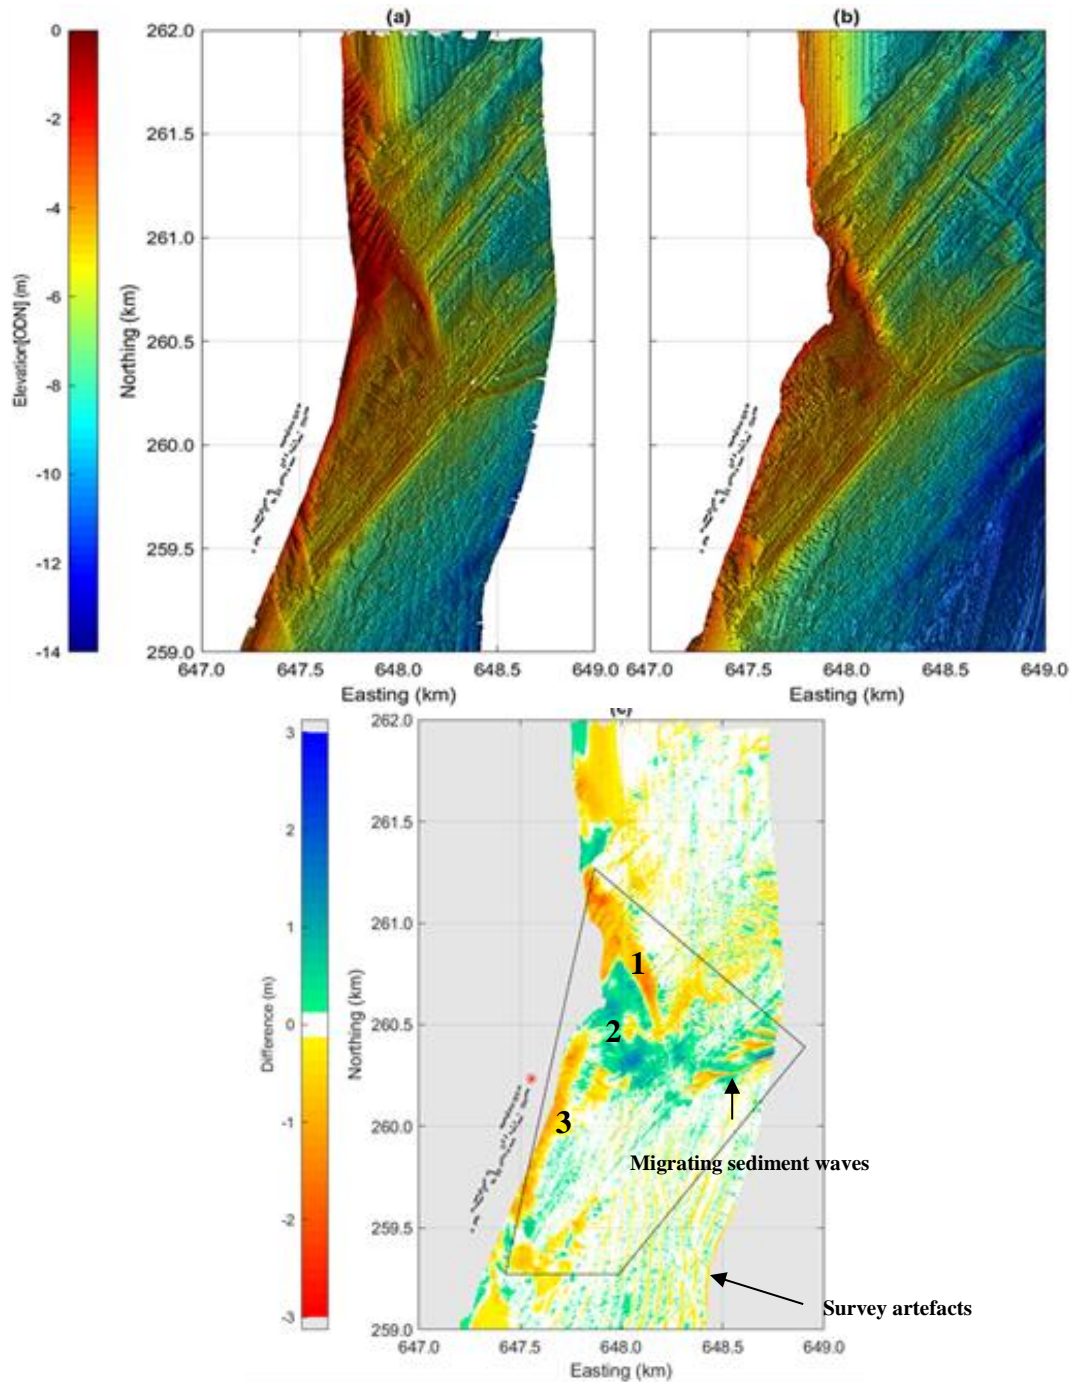 (a)
(b)
0
-2
-4
-6
-8
-10
-12
-14
Elevation[ODN] (m)
262.0
261.5
261.0
260.5
260.0
259.5
259.0
Northing (km)
647.0 647.5 648.0 648.5 649.0
Easting (km)
647.0 647.5 648.0 648.5 649.0
Easting (km)
(c)
3
2
1
0
-1
-2
-3
Difference (m)
262.0
261.5
261.0
260.5
260.0
259.5
259.0
Northing (km)
1
2
3
Migrating sediment waves
Survey artefacts
647.0 647.5 648.0 648.5 649.0
Easting (km)